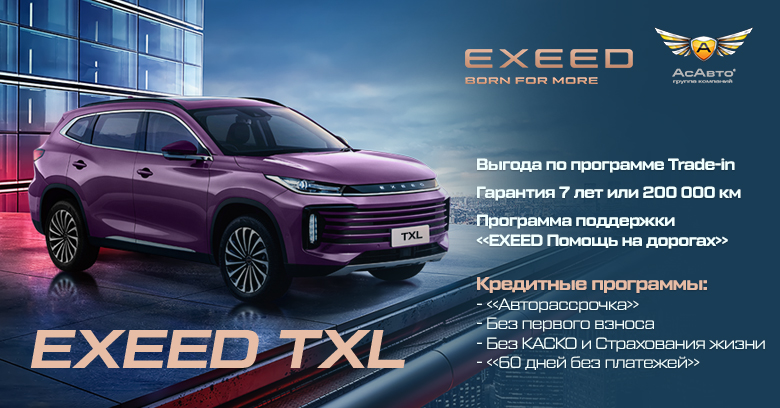 EXEED
BORN FOR MORE
АсАвто®
группа компаний
Выгода по программе Trade-in
Гарантия 7 лет или 200 000 км
Программа поддержки
«EXEED Помощь на дорогах»
Кредитные программы:
- «Авторассрочка»
- Без первого взноса
- Без КАСКО и Страхования жизни
- «60 дней без платежей»
EXEED
TXL
EXEED TXL